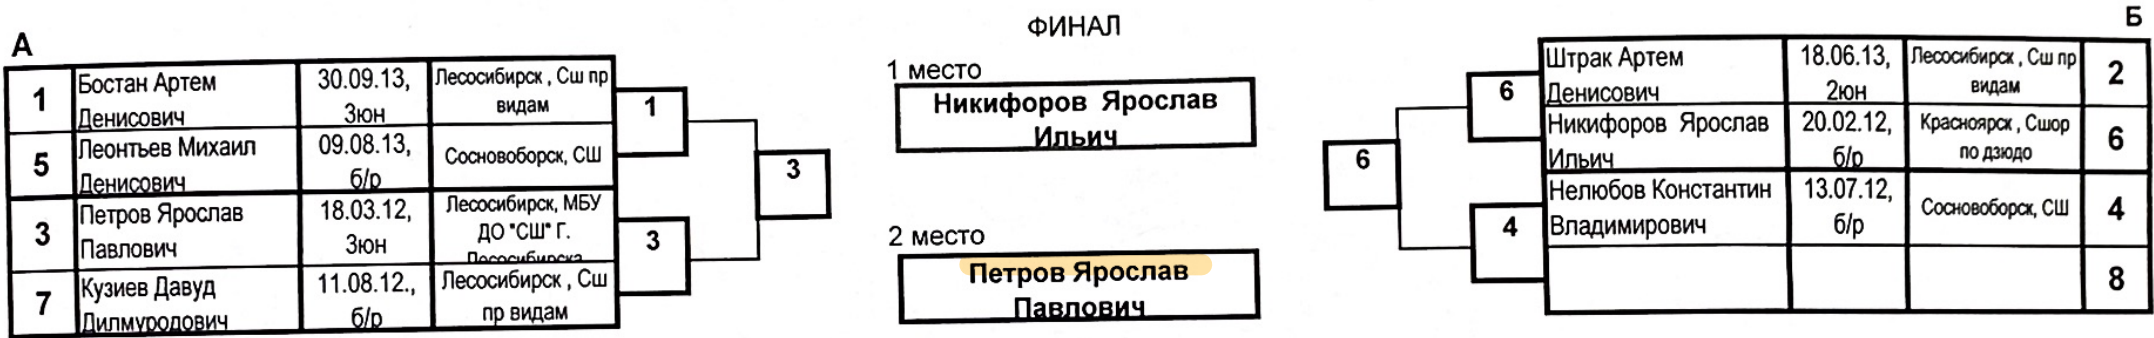 ФИНАЛ
А
1
Бостан Артем
Денисович
30.09.13,
3юн
Лесосибирск , Сш пр
видам
5
Леонтьев Михаил
Денисович
09.08.13,
б/р
Сосновоборск, СШ
3
Петров Ярослав
Павлович
18.03.12,
3юн
Лесосибирск, МБУ
ДО "СШ" Г.
Лесосибирска
7
Кузиев Давуд
Дилмуродович
11.08.12.,
б/р
Лесосибирск , Сш
пр видам
1
3
3
1 место
Никифоров Ярослав
Ильич
2 место
Петров Ярослав
Павлович
Б
6
6
4
Штрак Артем
Денисович
18.06.13,
2юн
Лесосибирск , Сш пр
видам
2
Никифоров Ярослав
Ильич
20.02.12,
б/р
Красноярск , Сшор
по дзюдо
6
Нелюбов Константин
Владимирович
13.07.12,
б/р
Сосновоборск, СШ
4
8